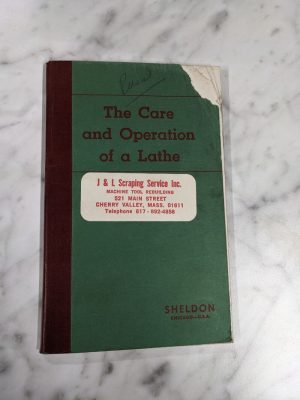 The Care
and Operation
of a Lathe
J & L Scraping Service Inc.
MACHINE TOOL REBUILDING
521 MAIN STREET
CHERRY VALLEY, MASS. 01611
Telephone 617 - 892-4856
SHELDON
CHICAGO—U.S.A.